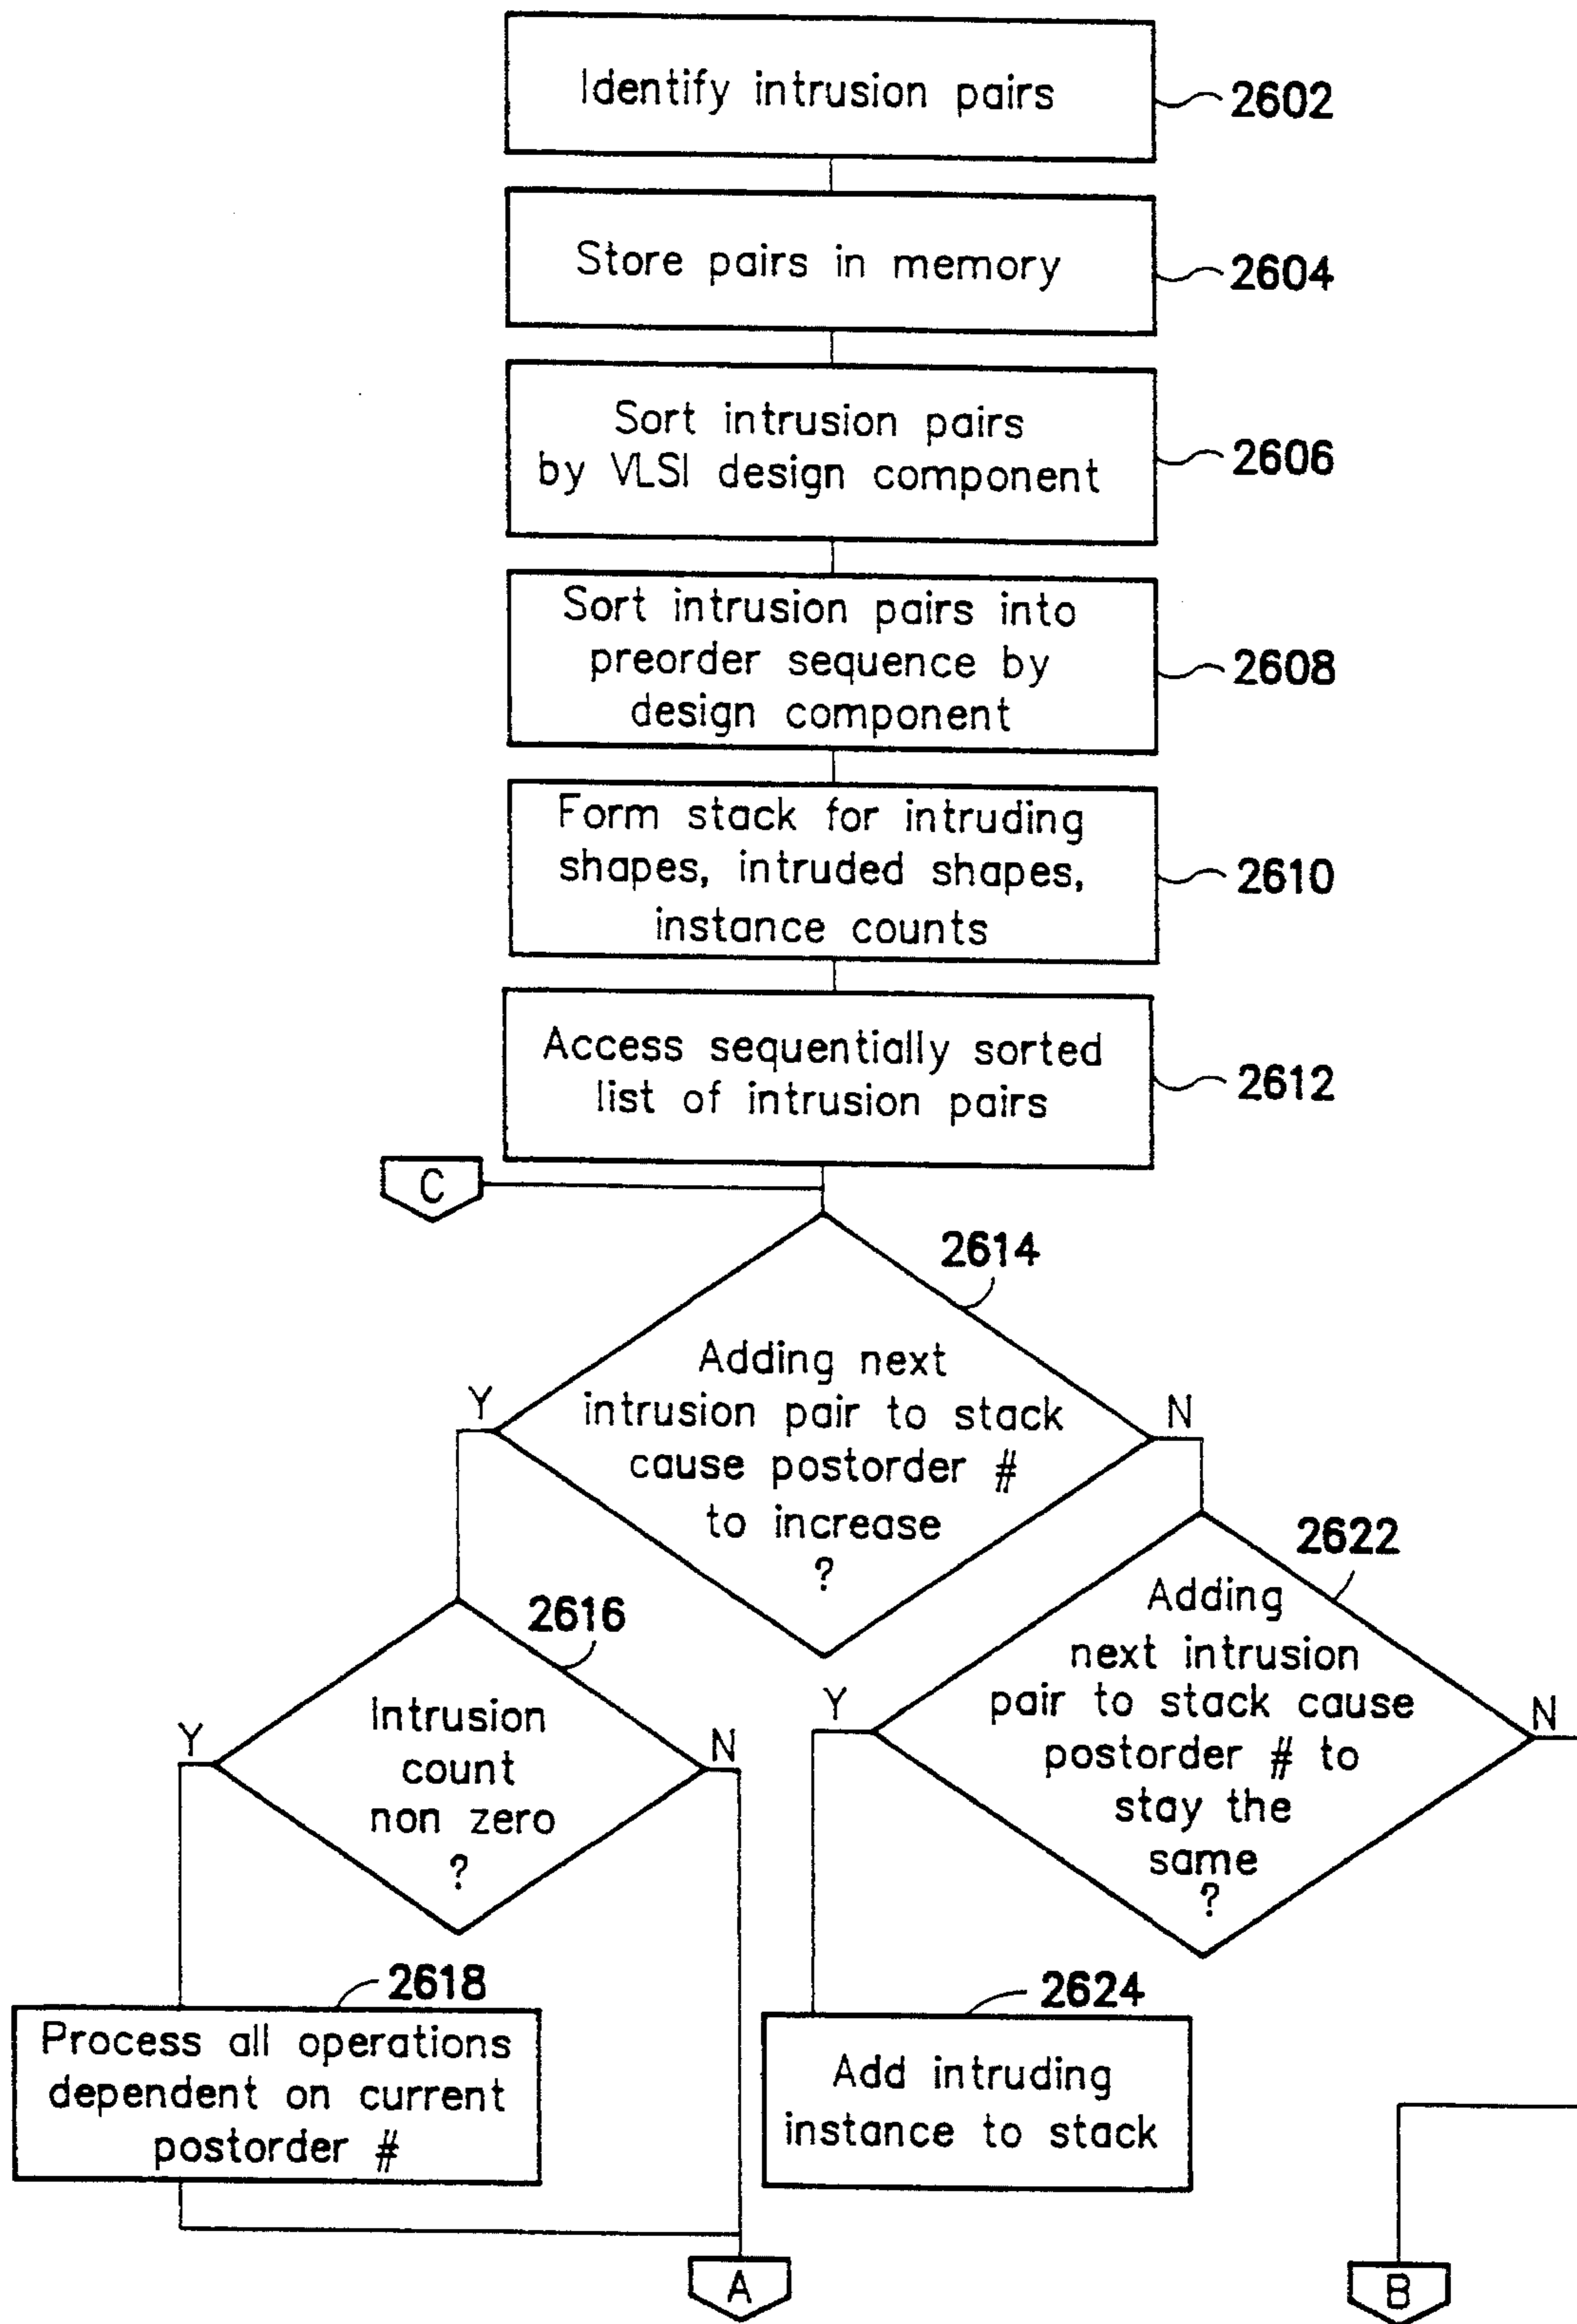 Identify intrusion pairs
2602
Store pairs in memory
2604
Sort intrusion pairs
by VLSI design component
2606
Sort intrusion pairs into
preorder sequence by
design component
2608
Form stack for intruding
shapes, intruded shapes,
instance counts
2610
Access sequentially sorted
list of intrusion pairs
2612
C
2614
Adding next
intrusion pair to stack
cause postorder #
to increase
?
Y
N
2616
Intrusion
count
non zero
?
Y
N
2618
Process all operations
dependent on current
postorder #
A
2622
Adding
next intrusion
pair to stack cause
postorder # to
stay the
same
?
Y
N
2624
Add intruding
instance to stack
B